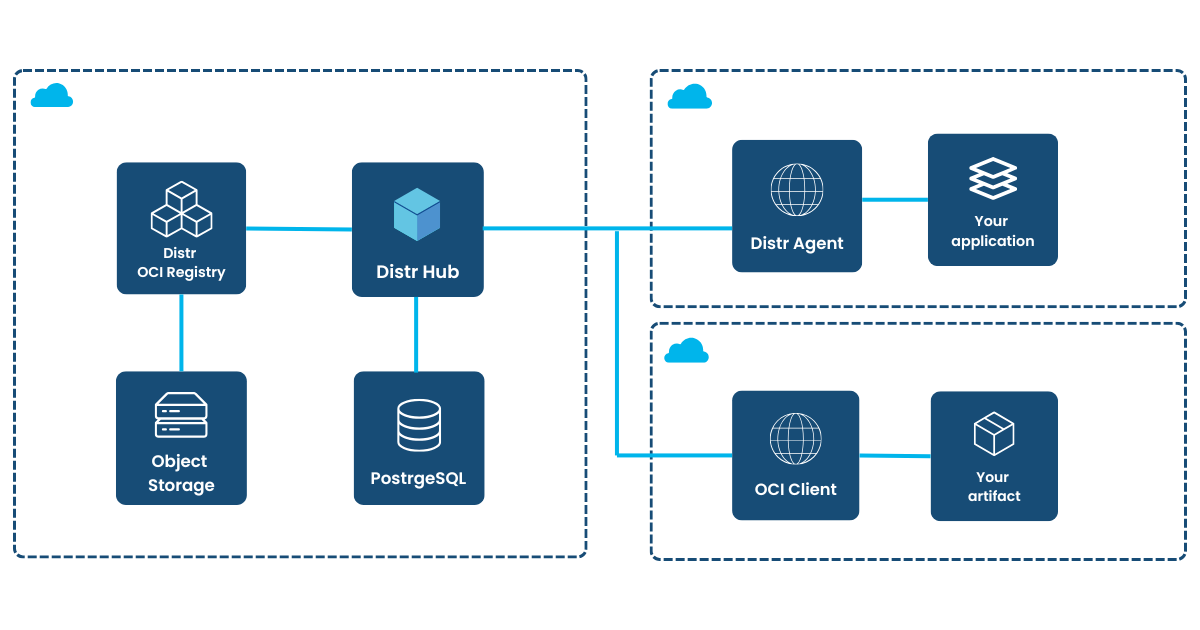 Distr
OCI Registry
Distr Hub
Object
Storage
PostrgeSQL
Distr Agent
Your
application
OCI Client
Your
artifact